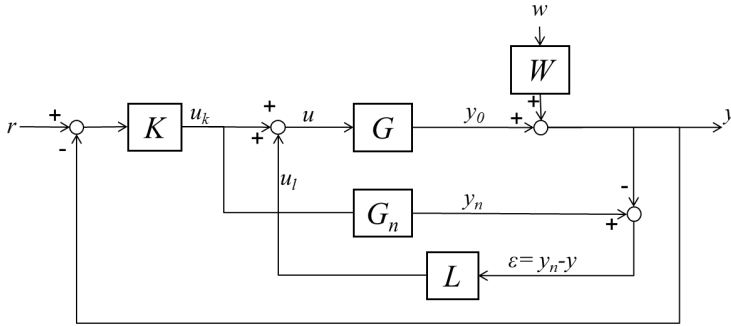 w
W
+
r
+
-
K
u_k
+
+
u
G
y_0
+
y
u_l
G_n
y_n
-
+
L
ε= y_n-y